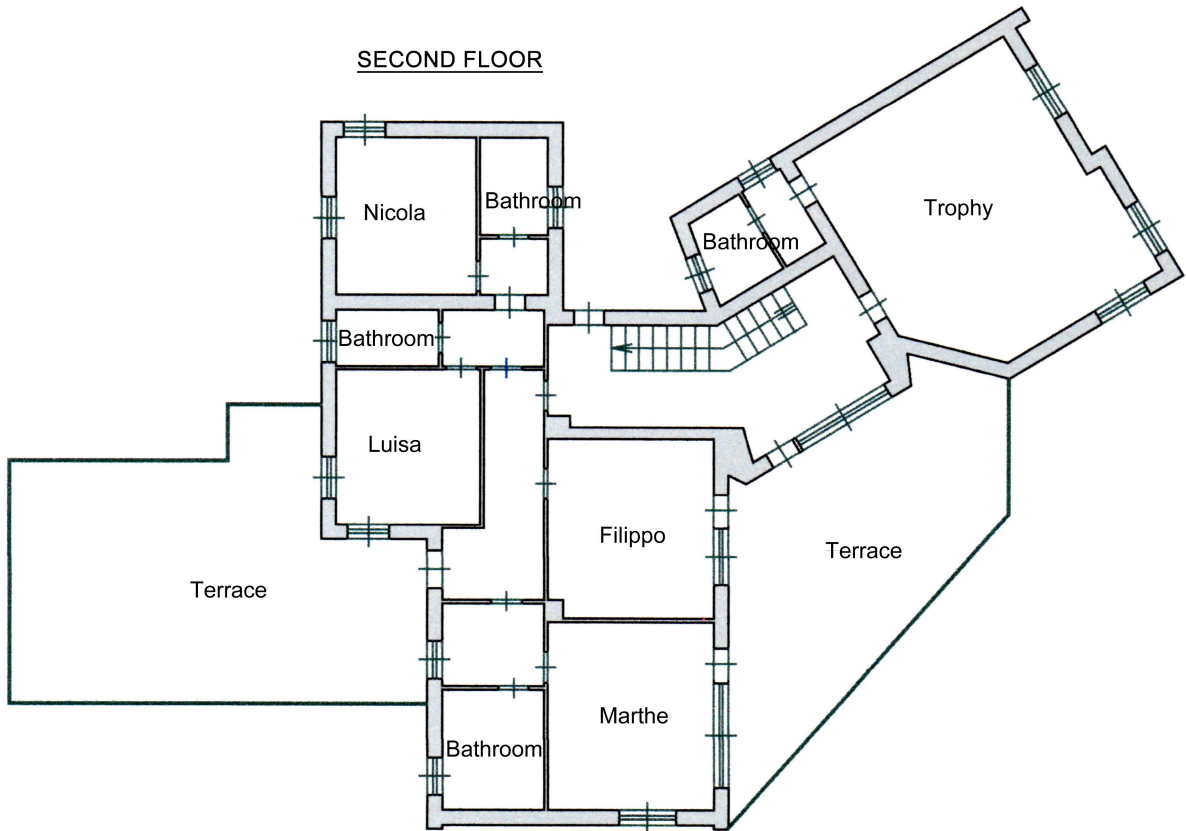 SECOND FLOOR
Nicola
Bathroom
Trophy
Bathroom
Bathroom
Luisa
Filippo
Terrace
Terrace
Marthe
Bathroom